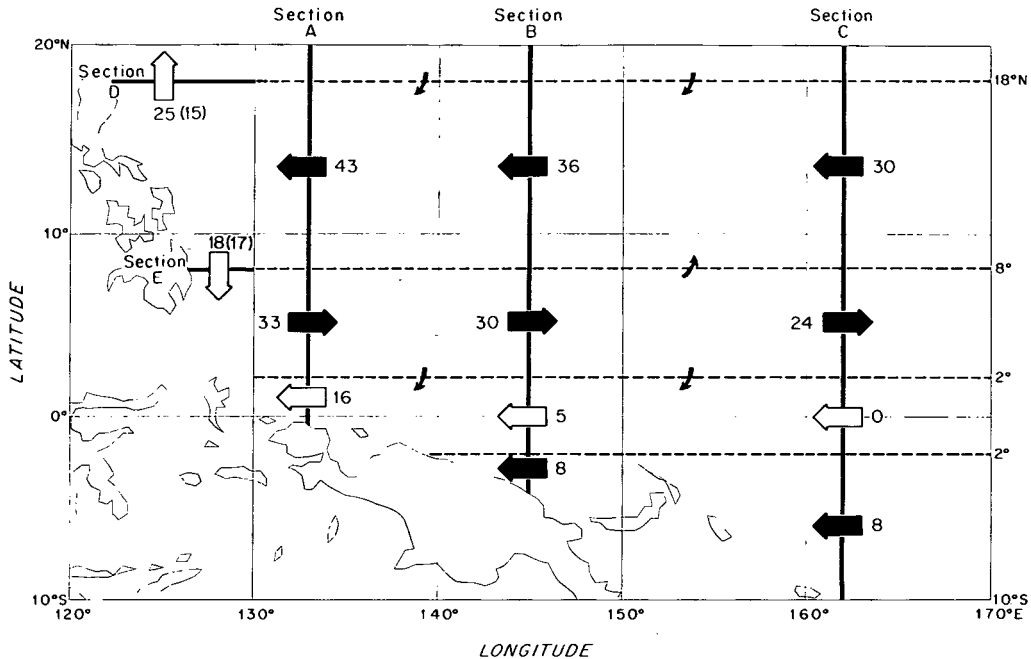 Section A
Section B
Section C
20°N
Section D
18°N
25 (15)
43
36
30
10°
18(17)
Section E
8°
33
30
24
2°
16
0°
5
0
2°
8
8
10°S
10°S
120°
130°
140°
150°
160°
170°E
LATITUDE
LONGITUDE